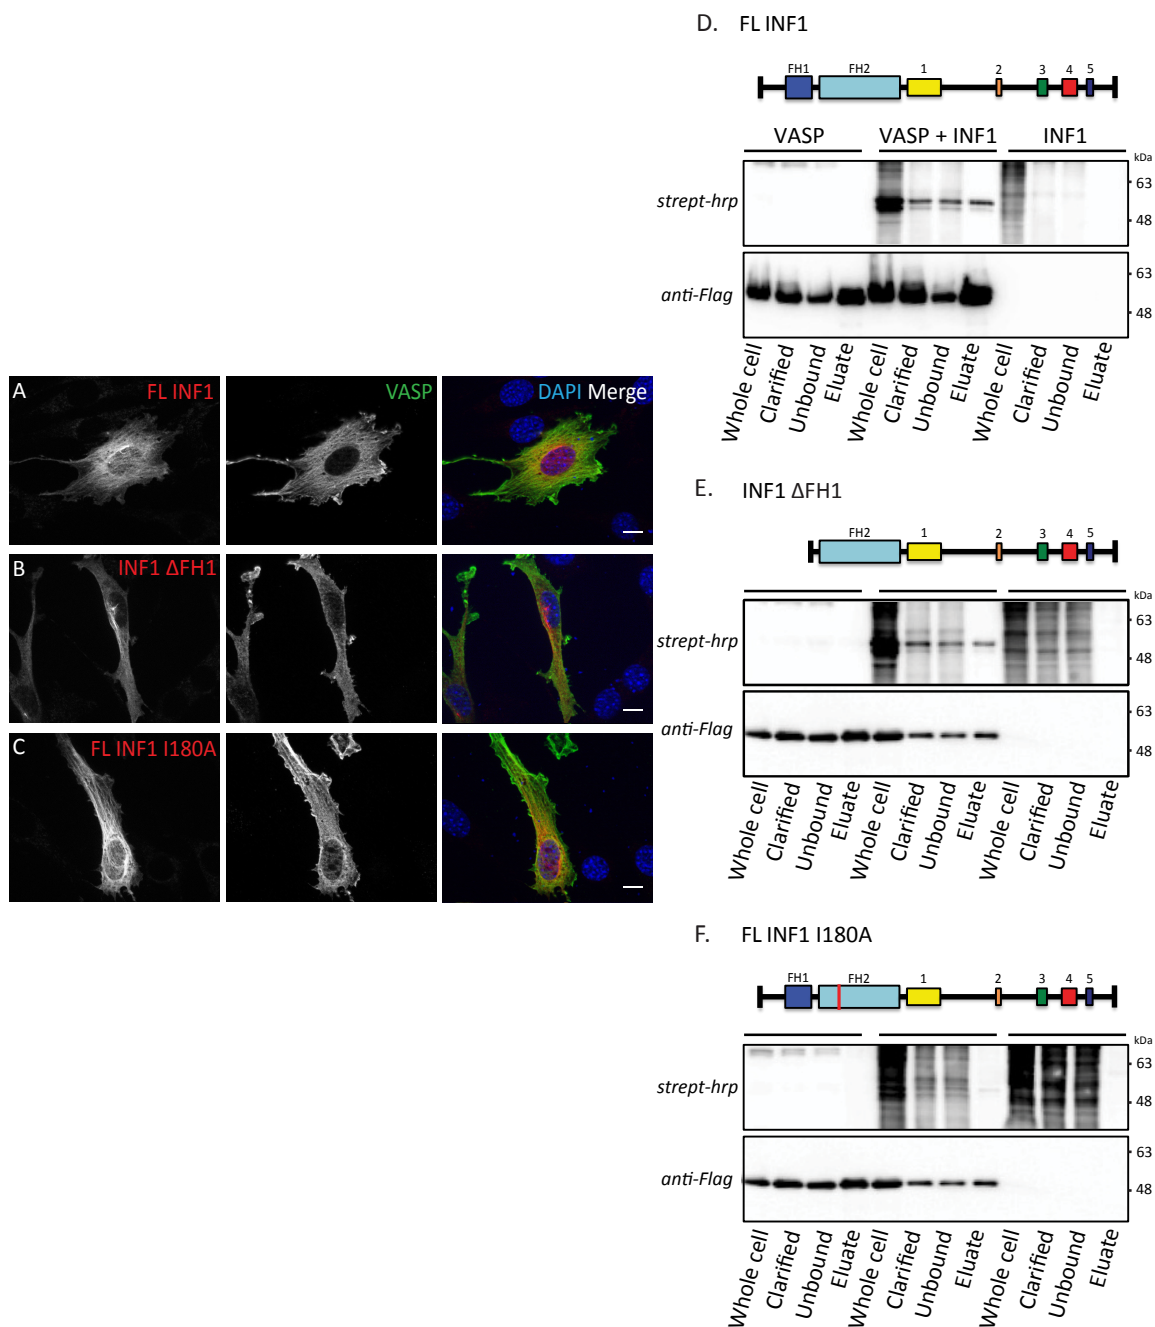 A FL INF1 VASP DAPI Merge
B INF1 ΔFH1
C FL INF1 I180A
D. FL INF1
FH1 FH2 1 2 3 4 5
VASP VASP + INF1 INF1
kDa
strept-hrp 63
48
anti-Flag 63
48
Whole cell Clarified Unbound Eluate Whole cell Clarified Unbound Eluate Whole cell Clarified Unbound Eluate
E. INF1 ΔFH1
FH2 1 2 3 4 5
kDa
strept-hrp 63
48
anti-Flag 63
48
Whole cell Clarified Unbound Eluate Whole cell Clarified Unbound Eluate Whole cell Clarified Unbound Eluate
F. FL INF1 I180A
FH1 FH2 1 2 3 4 5
kDa
strept-hrp 63
48
anti-Flag 63
48
Whole cell Clarified Unbound Eluate Whole cell Clarified Unbound Eluate Whole cell Clarified Unbound Eluate